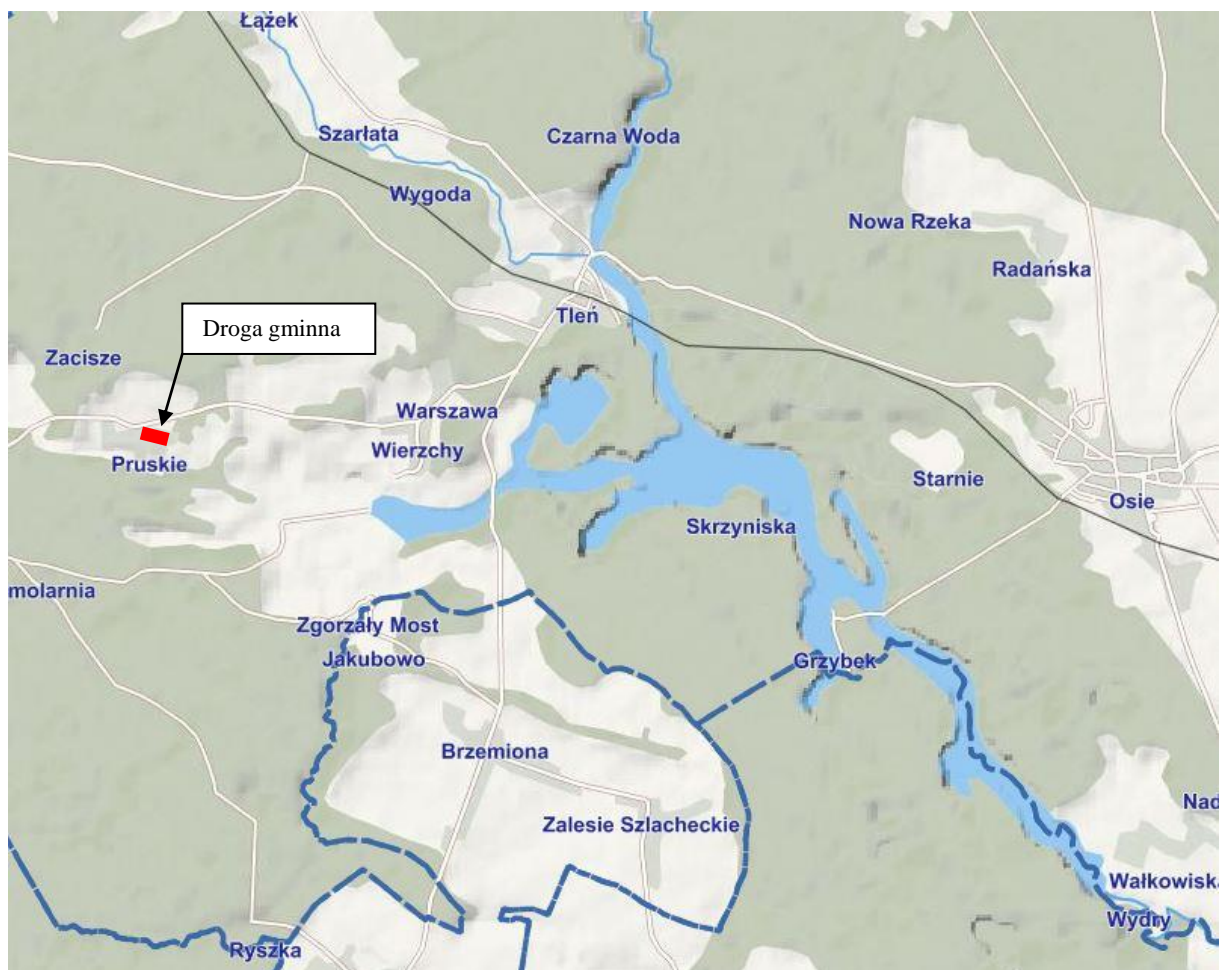 Łążek
Szarłata
Czarna Woda
Wygoda
Nowa Rzeka
Radańska
Tleń
Droga gminna
Zacisze
Warszawa
Wierzchy
Pruskie
Starnie
Osie
Skrzyniska
molarnia
Zgorzały Most
Jakubowo
Grzybek
Brzemiona
Zalesie Szlacheckie
Nad
Wałkowiska
Wydry
Ryszka